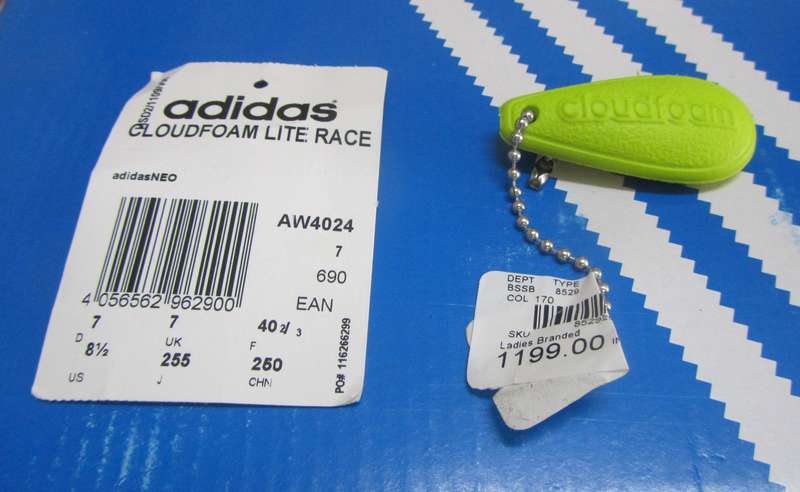 adidas
CLOUDFOAM LITE RACE
adidasNEO
AW4024
7
690
EAN
4 056562 962900
7 7 40 2/3
D UK F
8½ 255 250
US J CHN
PO# 116266299
cloudfoam
DEPT TYPE
BSSB 8529
COL 170
SKU
Ladies Branded
1199.00